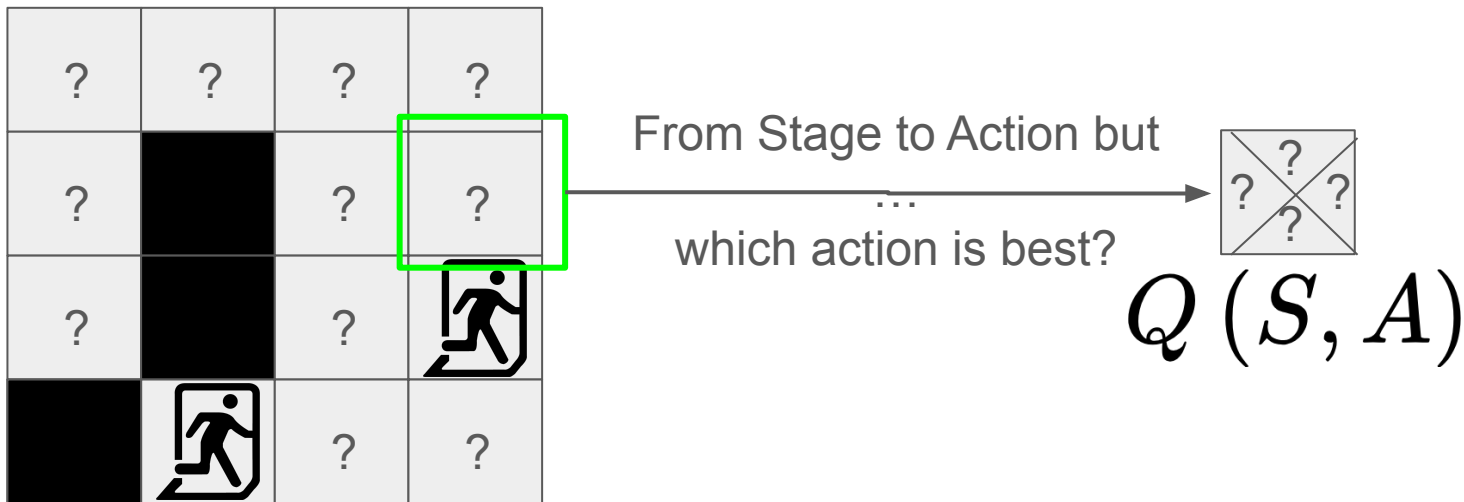 ? ? ? ?
From Stage to Action but
? ? ?
...
which action is best?
?
? ?
?
Q (S, A)
? ?
? ?